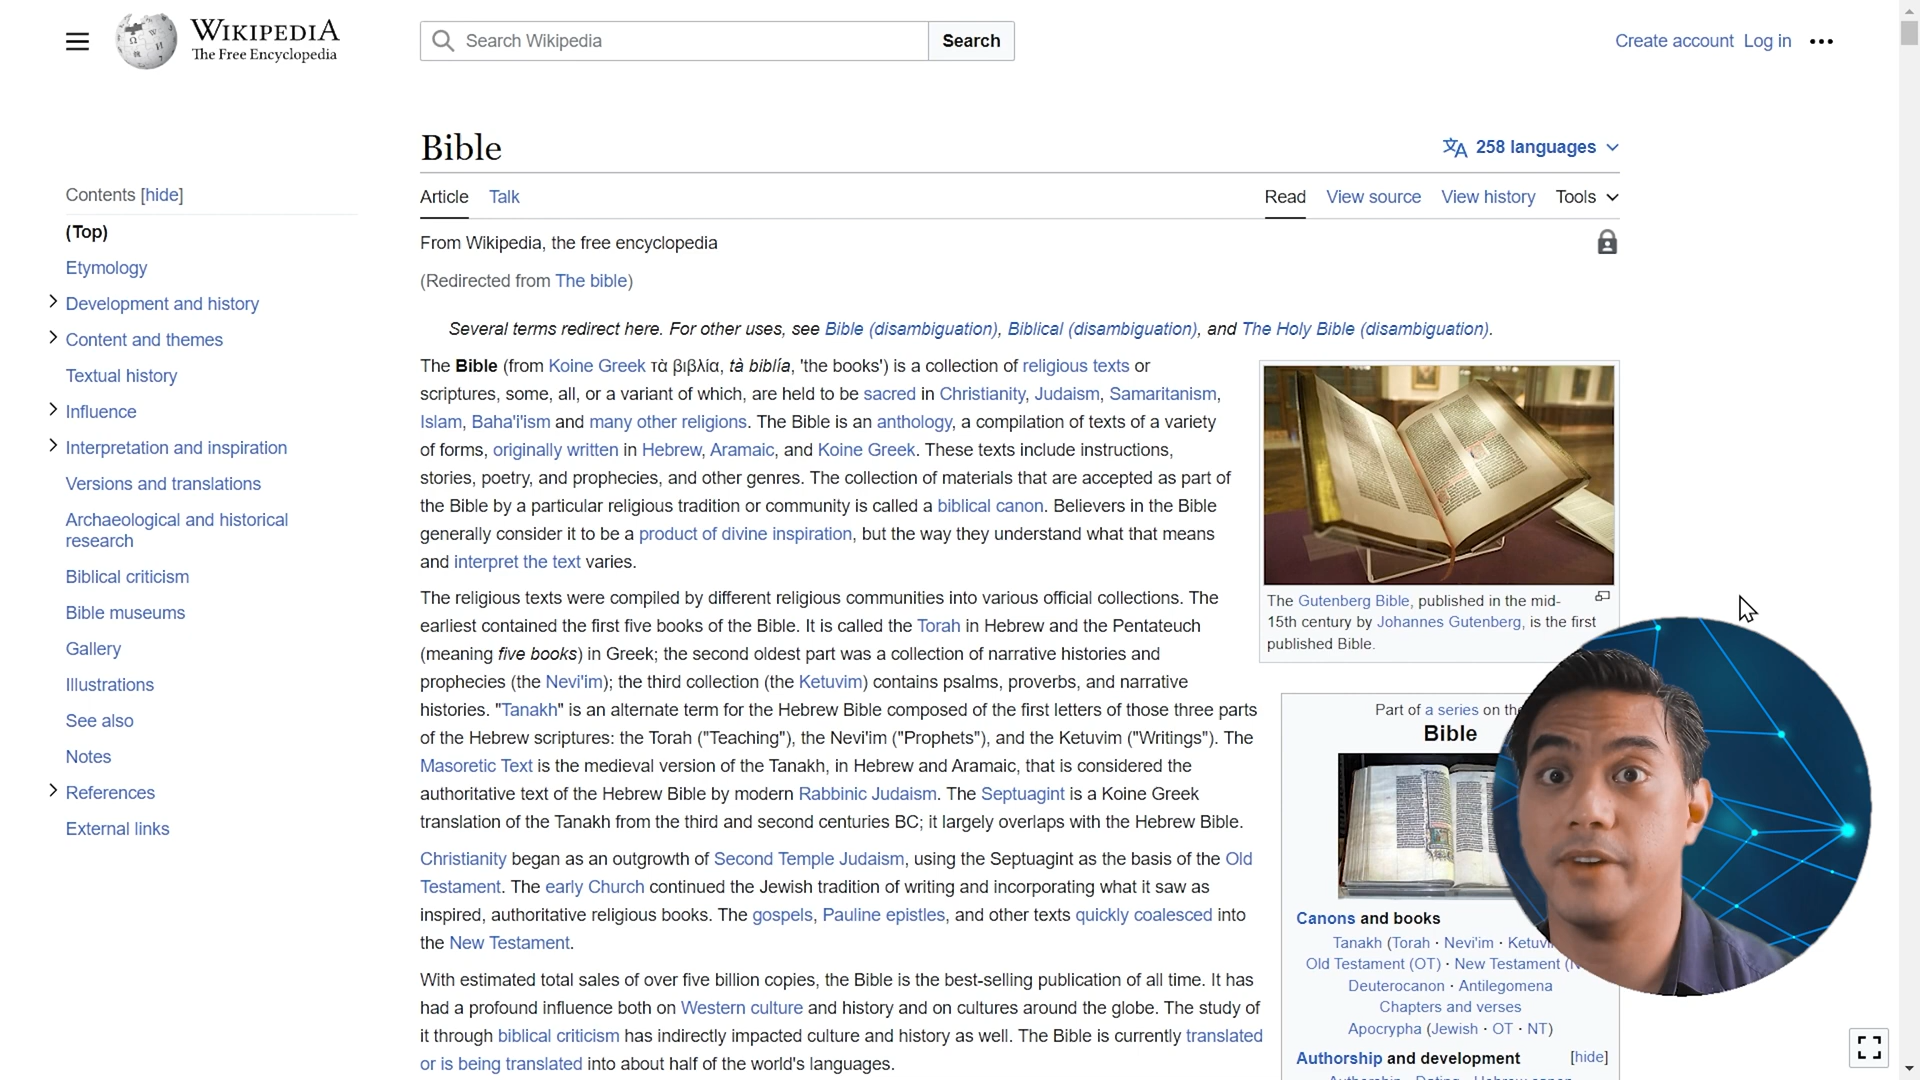 WIKIPEDIA
The Free Encyclopedia
Search Wikipedia
Search
Create account Log in
Bible
258 languages
Contents [hide]
(Top)
Etymology
Development and history
Content and themes
Textual history
Influence
Interpretation and inspiration
Versions and translations
Archaeological and historical
research
Biblical criticism
Bible museums
Gallery
Illustrations
See also
Notes
References
External links
Article Talk
Read View source View history Tools
From Wikipedia, the free encyclopedia
(Redirected from The bible)
Several terms redirect here. For other uses, see Bible (disambiguation), Biblical (disambiguation), and The Holy Bible (disambiguation).
The Bible (from Koine Greek τὰ βιβλία, tà biblía, 'the books') is a collection of religious texts or
scriptures, some, all, or a variant of which, are held to be sacred in Christianity, Judaism, Samaritanism,
Islam, Baha'i'ism and many other religions. The Bible is an anthology, a compilation of texts of a variety
of forms, originally written in Hebrew, Aramaic, and Koine Greek. These texts include instructions,
stories, poetry, and prophecies, and other genres. The collection of materials that are accepted as part of
the Bible by a particular religious tradition or community is called a biblical canon. Believers in the Bible
generally consider it to be a product of divine inspiration, but the way they understand what that means
and interpret the text varies.
The religious texts were compiled by different religious communities into various official collections. The
earliest contained the first five books of the Bible. It is called the Torah in Hebrew and the Pentateuch
(meaning five books) in Greek; the second oldest part was a collection of narrative histories and
prophecies (the Nevi'im); the third collection (the Ketuvim) contains psalms, proverbs, and narrative
histories. "Tanakh" is an alternate term for the Hebrew Bible composed of the first letters of those three parts
of the Hebrew scriptures: the Torah ("Teaching"), the Nevi'im ("Prophets"), and the Ketuvim ("Writings"). The
Masoretic Text is the medieval version of the Tanakh, in Hebrew and Aramaic, that is considered the
authoritative text of the Hebrew Bible by modern Rabbinic Judaism. The Septuagint is a Koine Greek
translation of the Tanakh from the third and second centuries BC; it largely overlaps with the Hebrew Bible.
Christianity began as an outgrowth of Second Temple Judaism, using the Septuagint as the basis of the Old
Testament. The early Church continued the Jewish tradition of writing and incorporating what it saw as
inspired, authoritative religious books. The gospels, Pauline epistles, and other texts quickly coalesced into
the New Testament.
With estimated total sales of over five billion copies, the Bible is the best-selling publication of all time. It has
had a profound influence both on Western culture and history and on cultures around the globe. The study of
it through biblical criticism has indirectly impacted culture and history as well. The Bible is currently translated
or is being translated into about half of the world's languages.
The Gutenberg Bible, published in the mid-
15th century by Johannes Gutenberg, is the first
published Bible.
Part of a series on the
Bible
Canons and books
Tanakh (Torah · Nevi'im ·
Old Testament (OT) · New Testament
Deuterocanon · Antilegomena
Chapters and verses
Apocrypha (Jewish · OT · NT)
Authorship and development [hide]